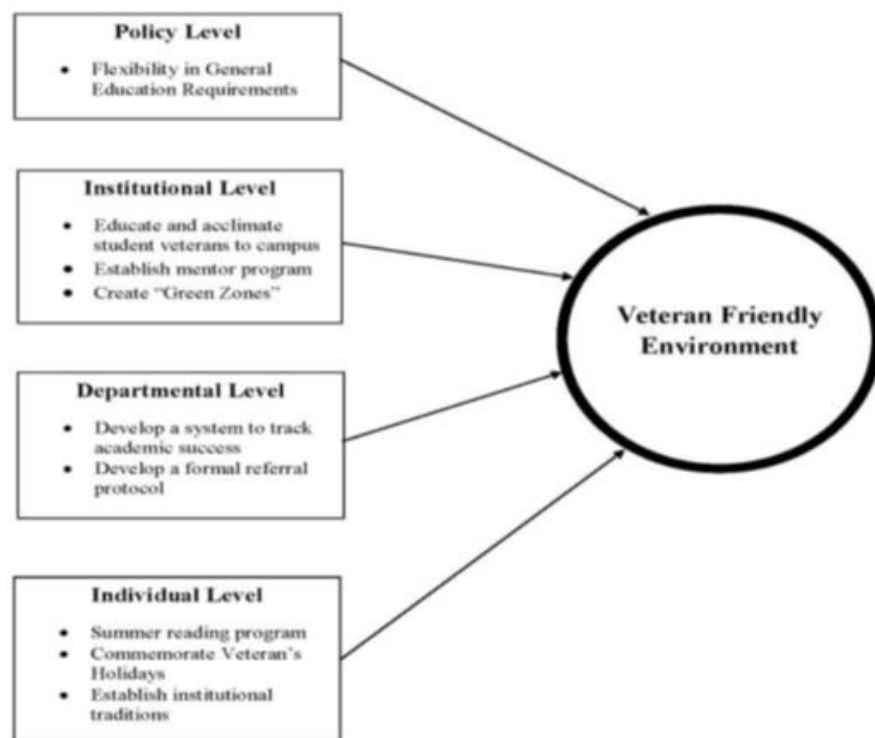 Policy Level
• Flexibility in General
Education Requirements
Institutional Level
• Educate and acclimate
student veterans to campus
• Establish mentor program
• Create “Green Zones”
Veteran Friendly
Environment
Departmental Level
• Develop a system to track
academic success
• Develop a formal referral
protocol
Individual Level
• Summer reading program
• Commemorate Veteran’s
Holidays
• Establish institutional
traditions